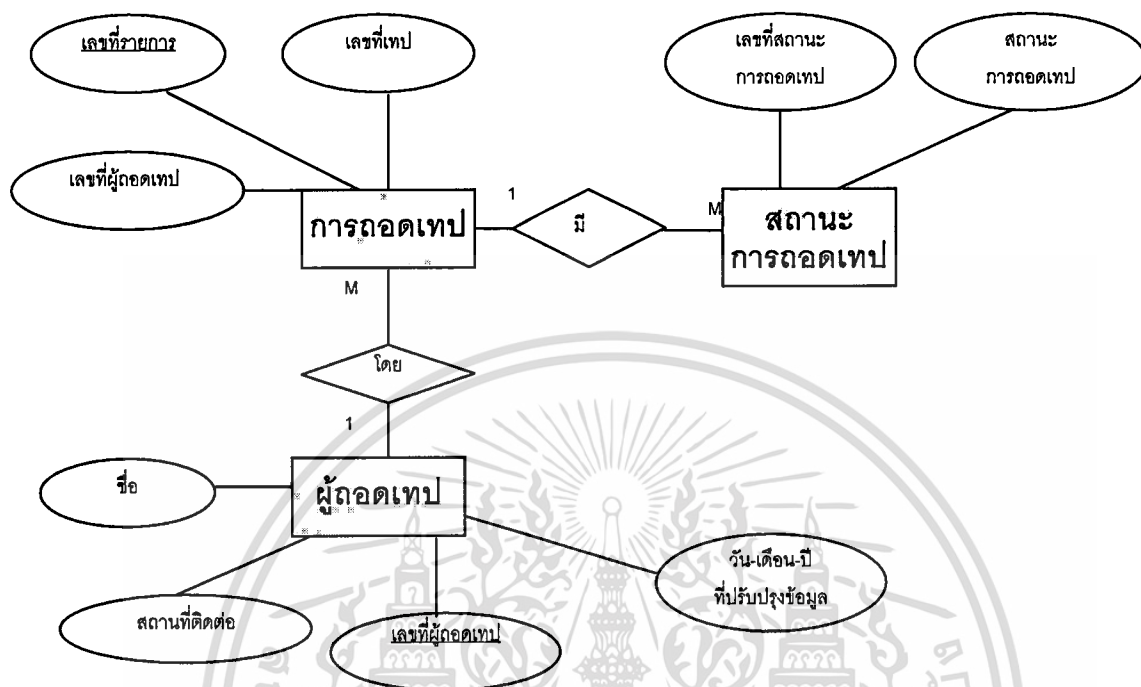 เลขที่รายการ
เลขที่เทป
เลขที่สถานะ
การถอดเทป
สถานะ
การถอดเทป
เลขที่ผู้ถอดเทป
การถอดเทป
1
มี
M
สถานะ
การถอดเทป
M
โดย
1
ชื่อ
ผู้ถอดเทป
วัน-เดือน-ปี
ที่ปรับปรุงข้อมูล
สถานที่ติดต่อ
เลขที่ผู้ถอดเทป